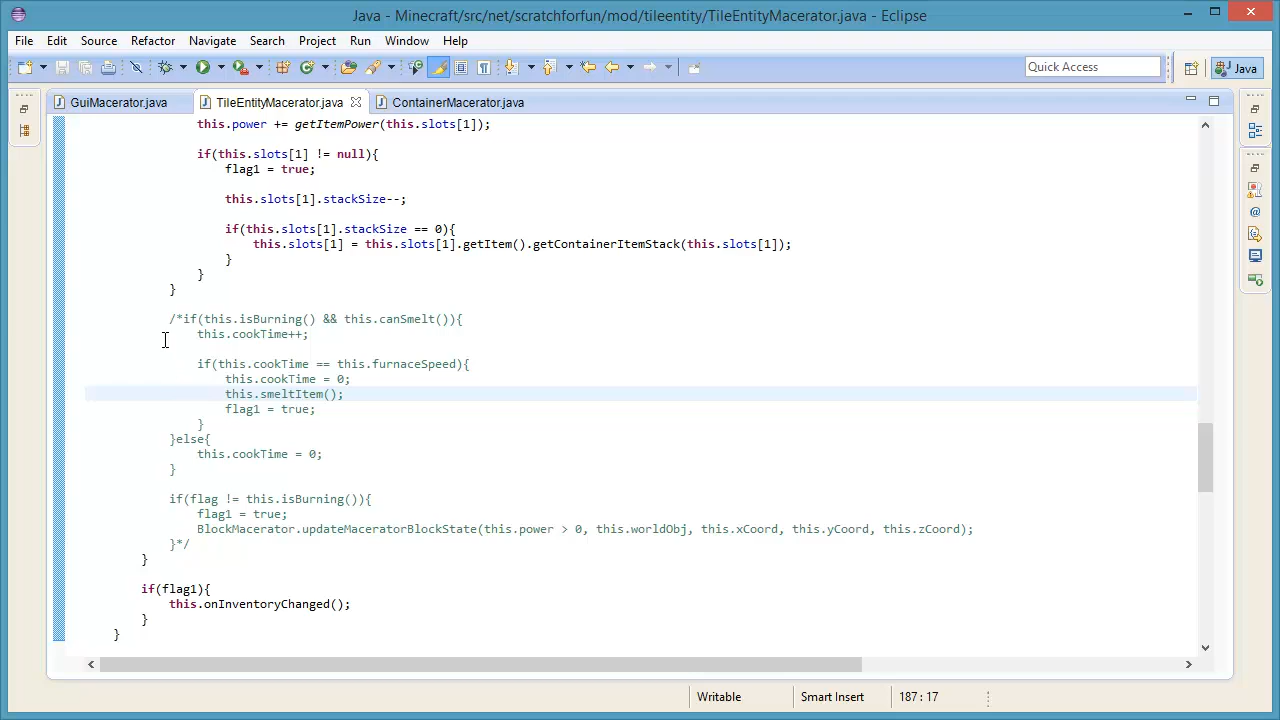 Java - Minecraft/src/net/scratchforfun/mod/tileentity/TileEntityMacerator.java - Eclipse
File Edit Source Refactor Navigate Search Project Run Window Help
Quick Access
Java
GuiMacerator.java TileEntityMacerator.java ContainerMacerator.java
this.power += getItemPower(this.slots[1]);
if(this.slots[1] != null){
flag1 = true;
this.slots[1].stackSize--;
if(this.slots[1].stackSize == 0){
this.slots[1] = this.slots[1].getItem().getContainerItemStack(this.slots[1]);
}
}
}
/*if(this.isBurning() && this.canSmelt()){
this.cookTime++;
if(this.cookTime == this.furnaceSpeed){
this.cookTime = 0;
this.smeltItem();
flag1 = true;
}
}else{
this.cookTime = 0;
}
if(flag != this.isBurning()){
flag1 = true;
BlockMacerator.updateMaceratorBlockState(this.power > 0, this.worldObj, this.xCoord, this.yCoord, this.zCoord);
}*/
}
if(flag1){
this.onInventoryChanged();
}
}
Writable Smart Insert 187 : 17